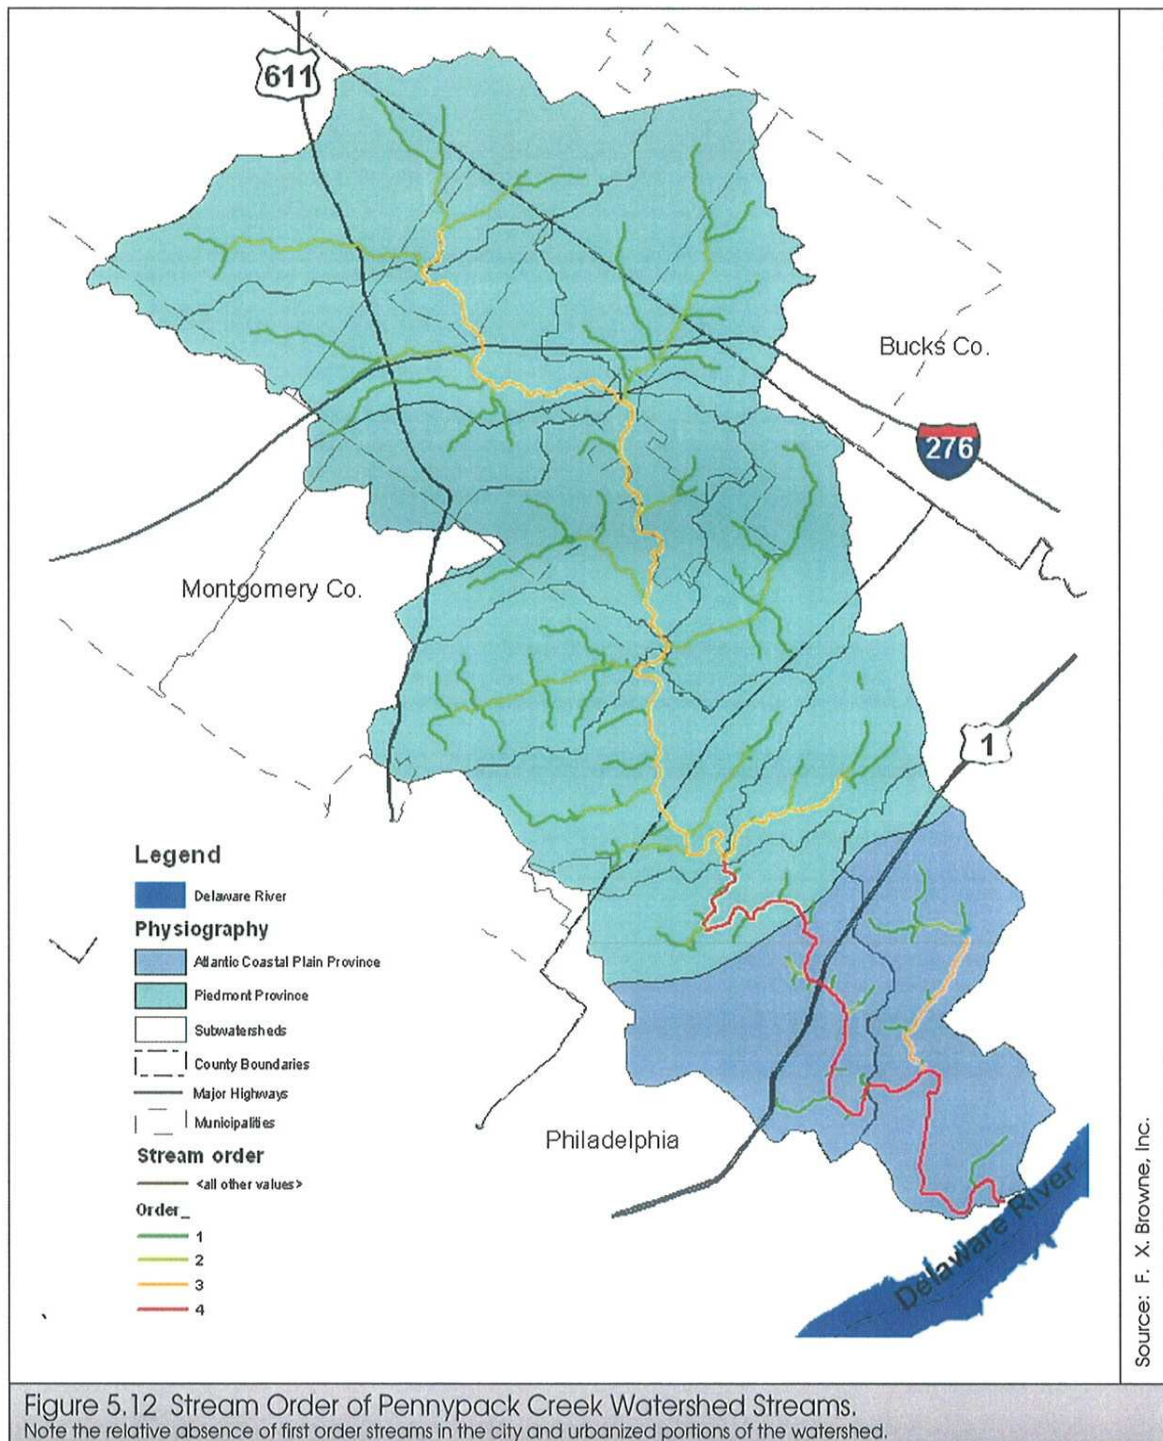 611
Bucks Co.
276
Montgomery Co.
1
Legend
Delaware River
Physiography
Atlantic Coastal Plain Province
Piedmont Province
Subwatersheds
County Boundaries
Major Highways
Municipalities
Stream order
<all other values>
Order_
1
2
3
4
Philadelphia
Delaware River
Source: F. X. Browne, Inc.
Figure 5.12 Stream Order of Pennypack Creek Watershed Streams.
Note the relative absence of first order streams in the city and urbanized portions of the watershed.